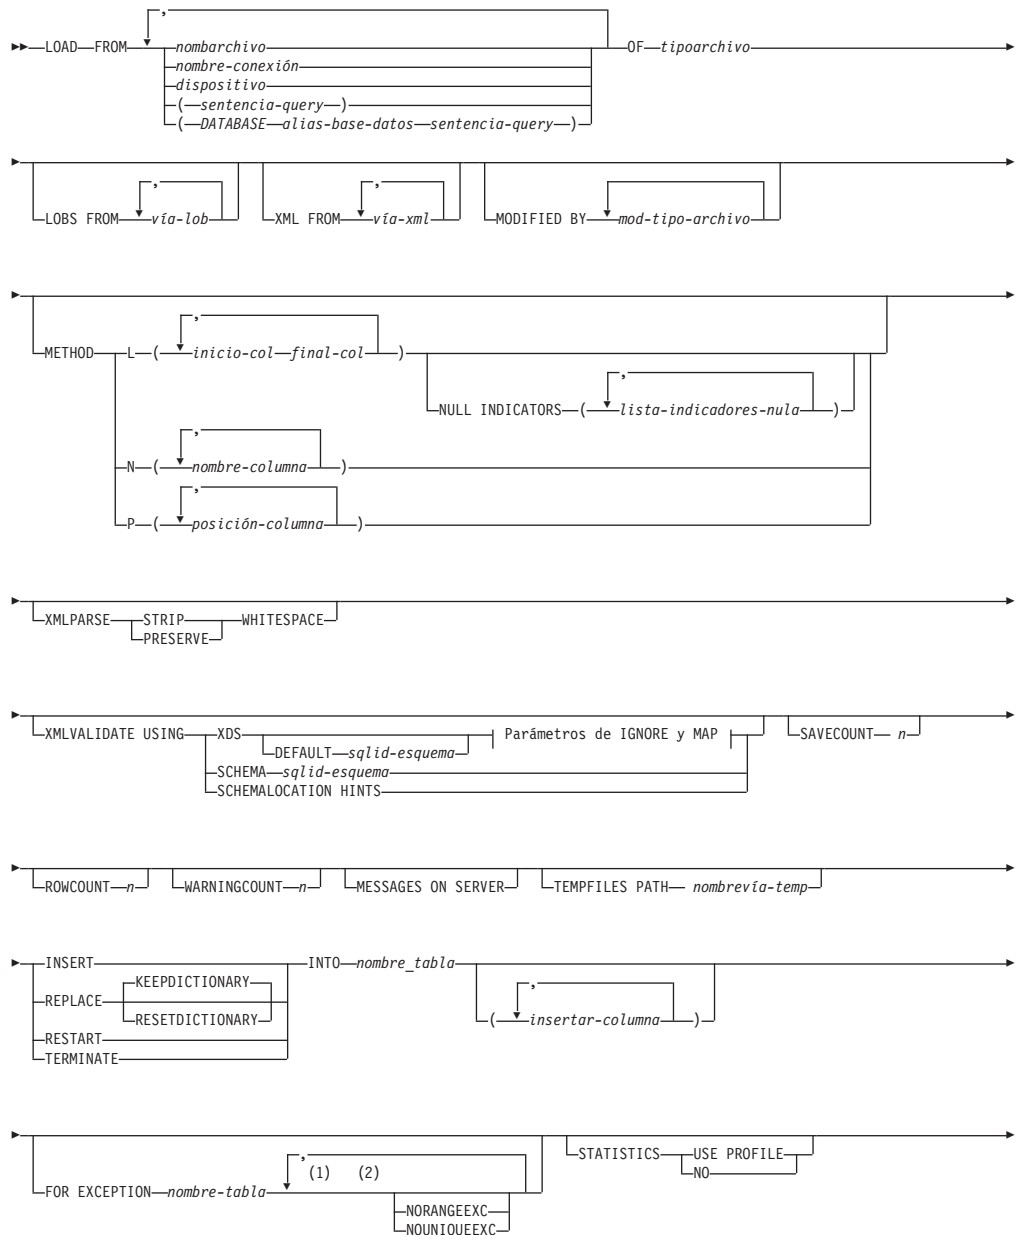 ,
LOAD FROM nombarchivo OF tipoarchivo
nombre-conexión
dispositivo
( sentencia-query )
( DATABASE alias-base-datos sentencia-query )
, ,
LOBS FROM vía-lob XML FROM vía-xml MODIFIED BY mod-tipo-archivo
,
METHOD L ( inicio-col final-col )
,
NULL INDICATORS ( lista-indicadores-nula )
,
N ( nombre-columna )
,
P ( posición-columna )
XMLPARSE STRIP WHITESPACE
PRESERVE
XMLVALIDATE USING XDS Parámetros de IGNORE y MAP SAVECOUNT n
DEFAULT sqlid-esquema
SCHEMA sqlid-esquema
SCHEMALOCATION HINTS
ROWCOUNT n WARNINGCOUNT n MESSAGES ON SERVER TEMPFILES PATH nombrevía-temp
INSERT INTO nombre_tabla
KEEPDICTIONARY ,
REPLACE
RESETDICTIONARY ( insertar-columna )
RESTART
TERMINATE
, STATISTICS USE PROFILE
(1) (2) NO
FOR EXCEPTION nombre-tabla
NORANGEEXC
NOUNIQUEEXC